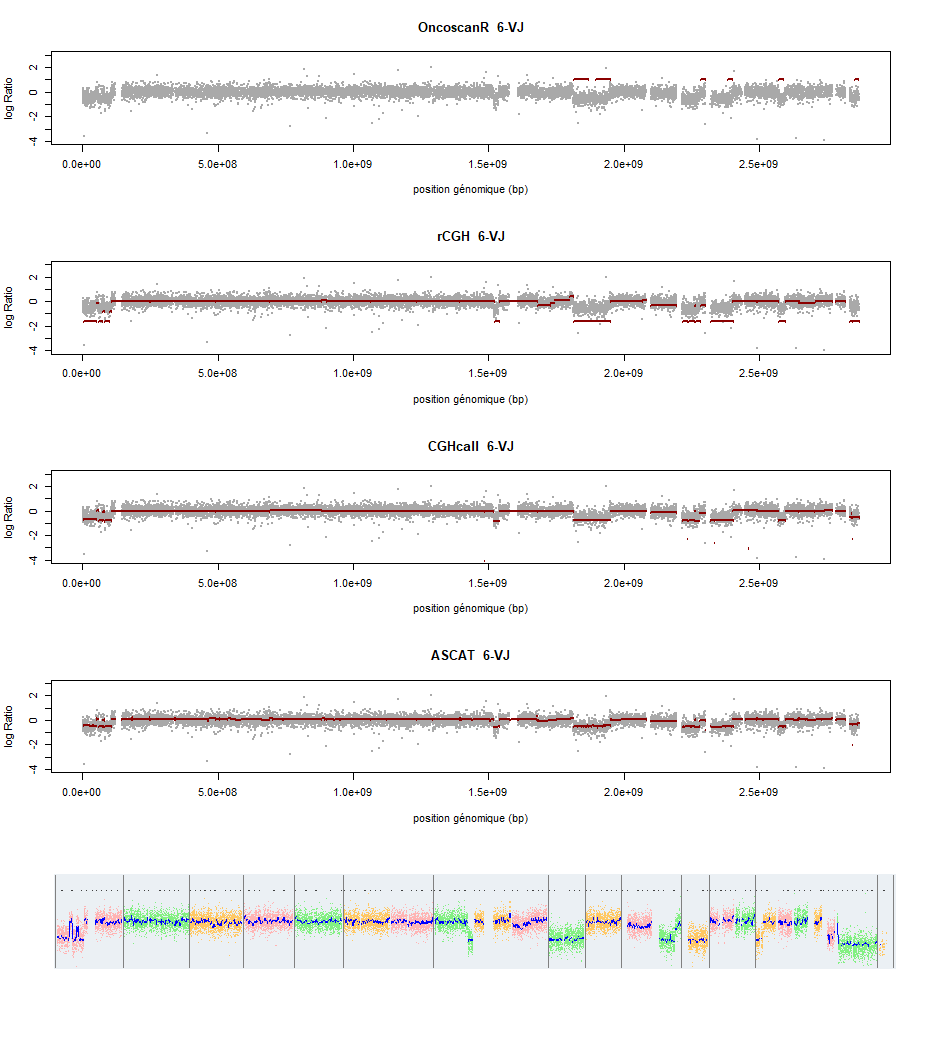 OncoscanR 6-VJ
log Ratio
2
0
-2
-4
0.0e+00 5.0e+08 1.0e+09 1.5e+09 2.0e+09 2.5e+09
position génomique (bp)
rCGH 6-VJ
log Ratio
2
0
-2
-4
0.0e+00 5.0e+08 1.0e+09 1.5e+09 2.0e+09 2.5e+09
position génomique (bp)
CGHcall 6-VJ
log Ratio
2
0
-2
-4
0.0e+00 5.0e+08 1.0e+09 1.5e+09 2.0e+09 2.5e+09
position génomique (bp)
ASCAT 6-VJ
log Ratio
2
0
-2
-4
0.0e+00 5.0e+08 1.0e+09 1.5e+09 2.0e+09 2.5e+09
position génomique (bp)